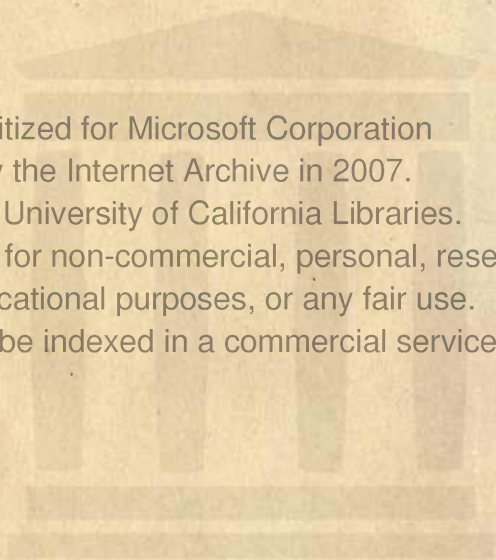 itized for Microsoft Corporation
the Internet Archive in 2007.
University of California Libraries.
for non-commercial, personal, rese
cational purposes, or any fair use.
be indexed in a commercial service